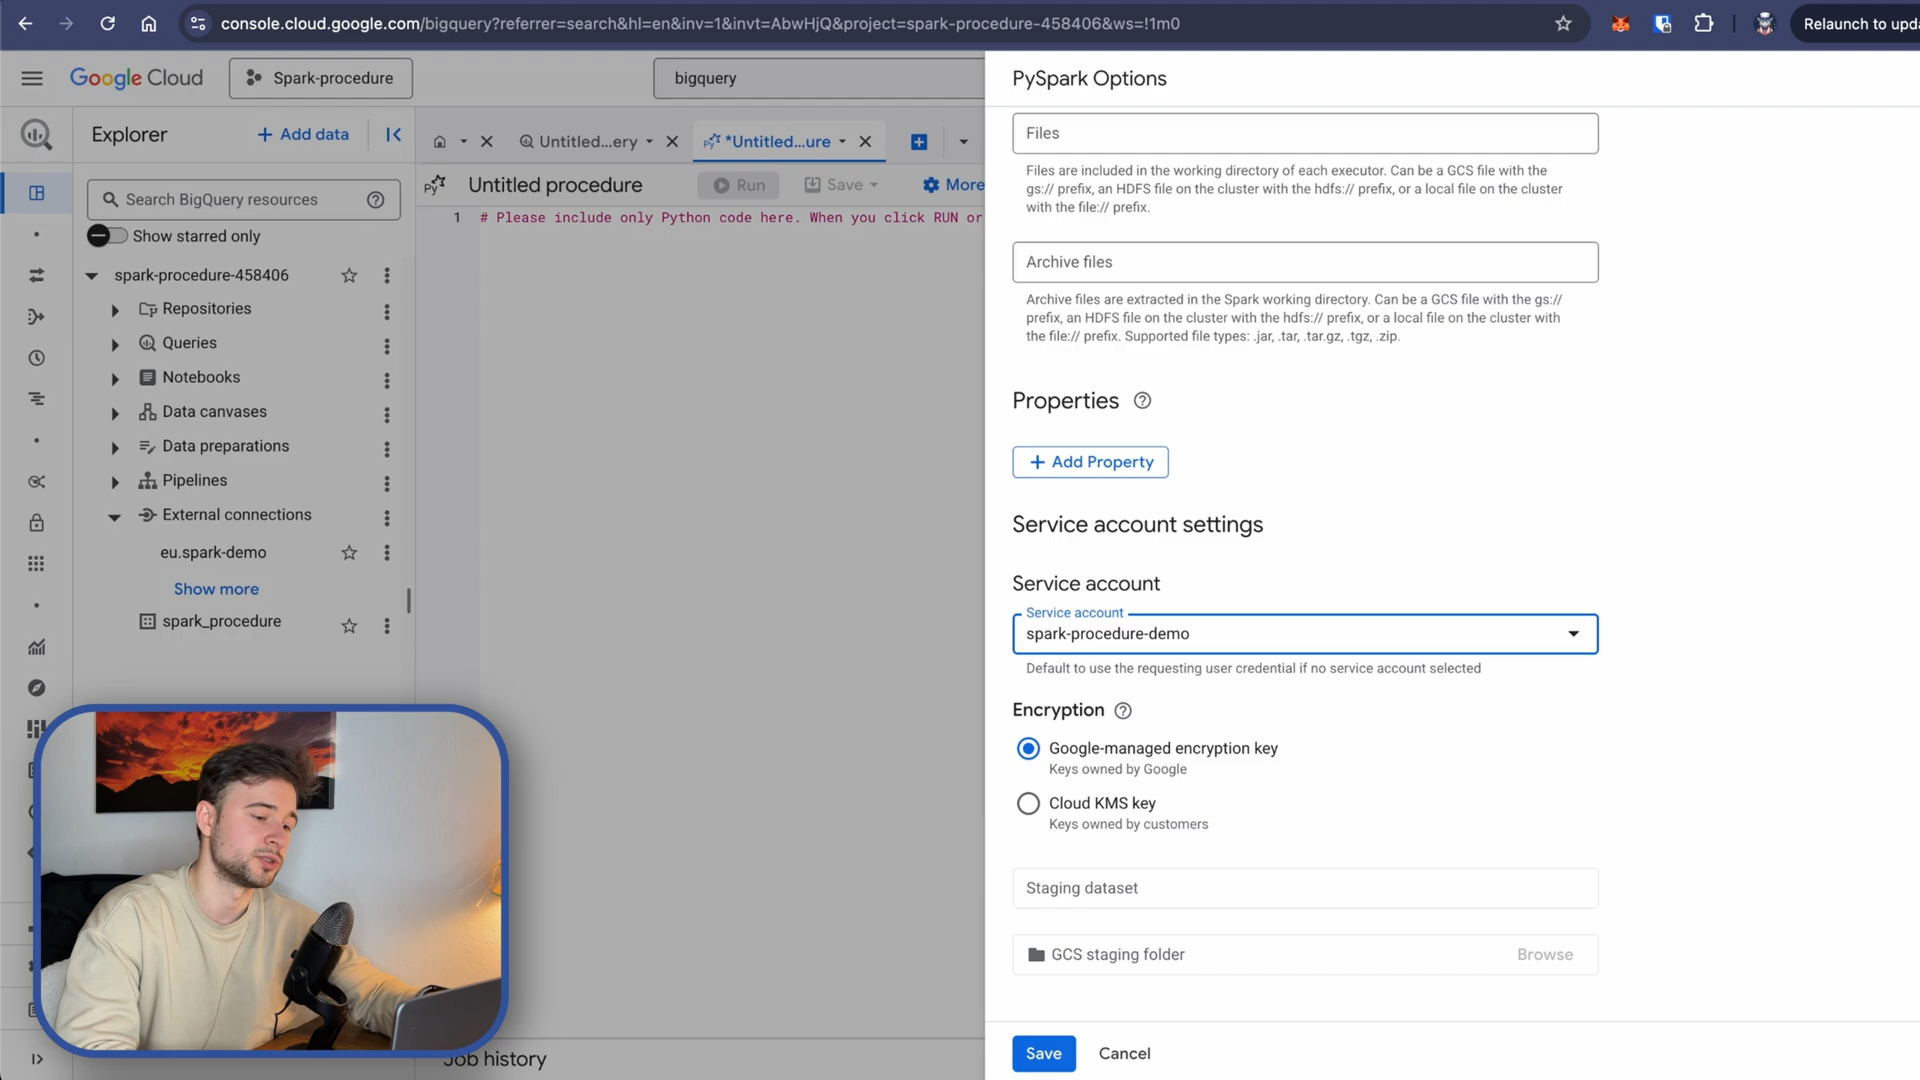 console.cloud.google.com/bigquery?referrer=search&hl=en&inv=1&invt=AbwHjQ&project=spark-procedure-458406&ws=!1m0
Relaunch to upda
Google Cloud
Spark-procedure
bigquery
PySpark Options
Explorer
Add data
Untitled...ery
*Untitled...ure
Search BigQuery resources
Untitled procedure
Run
Save
More
Show starred only
1 # Please include only Python code here. When you click RUN or
spark-procedure-458406
Repositories
Queries
Notebooks
Data canvases
Data preparations
Pipelines
External connections
eu.spark-demo
Show more
spark_procedure
Job history
Files
Files are included in the working directory of each executor. Can be a GCS file with the
gs:// prefix, an HDFS file on the cluster with the hdfs:// prefix, or a local file on the cluster
with the file:// prefix.
Archive files
Archive files are extracted in the Spark working directory. Can be a GCS file with the gs://
prefix, an HDFS file on the cluster with the hdfs:// prefix, or a local file on the cluster with
the file:// prefix. Supported file types: .jar, .tar, .tar.gz, .tgz, .zip.
Properties
Add Property
Service account settings
Service account
Service account
spark-procedure-demo
Default to use the requesting user credential if no service account selected
Encryption
Google-managed encryption key
Keys owned by Google
Cloud KMS key
Keys owned by customers
Staging dataset
GCS staging folder
Browse
Save
Cancel